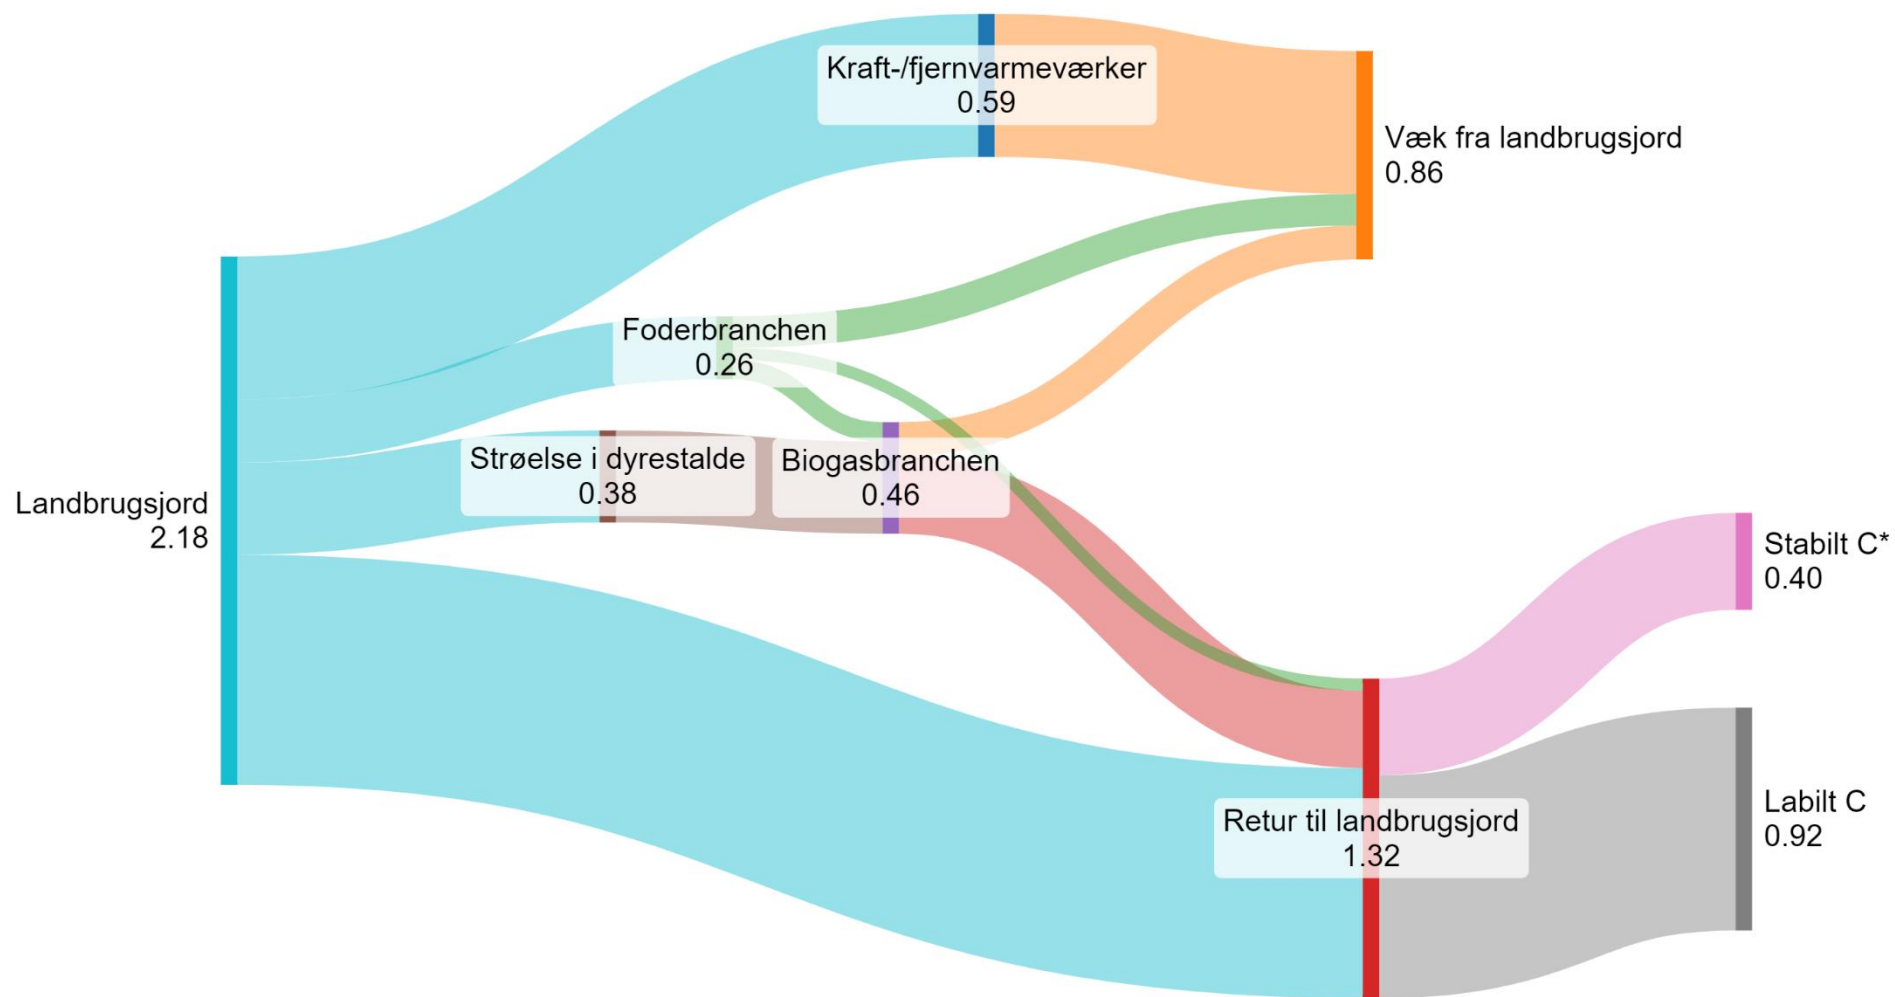 Kraft-/fjernvarmeværker
0.59
Væk fra landbrugsjord
0.86
Foderbranchen
0.26
Strøelse i dyrestalde
0.38
Biogasbranchen
0.46
Landbrugsjord
2.18
Stabilt C*
0.40
Labilt C
0.92
Retur til landbrugsjord
1.32